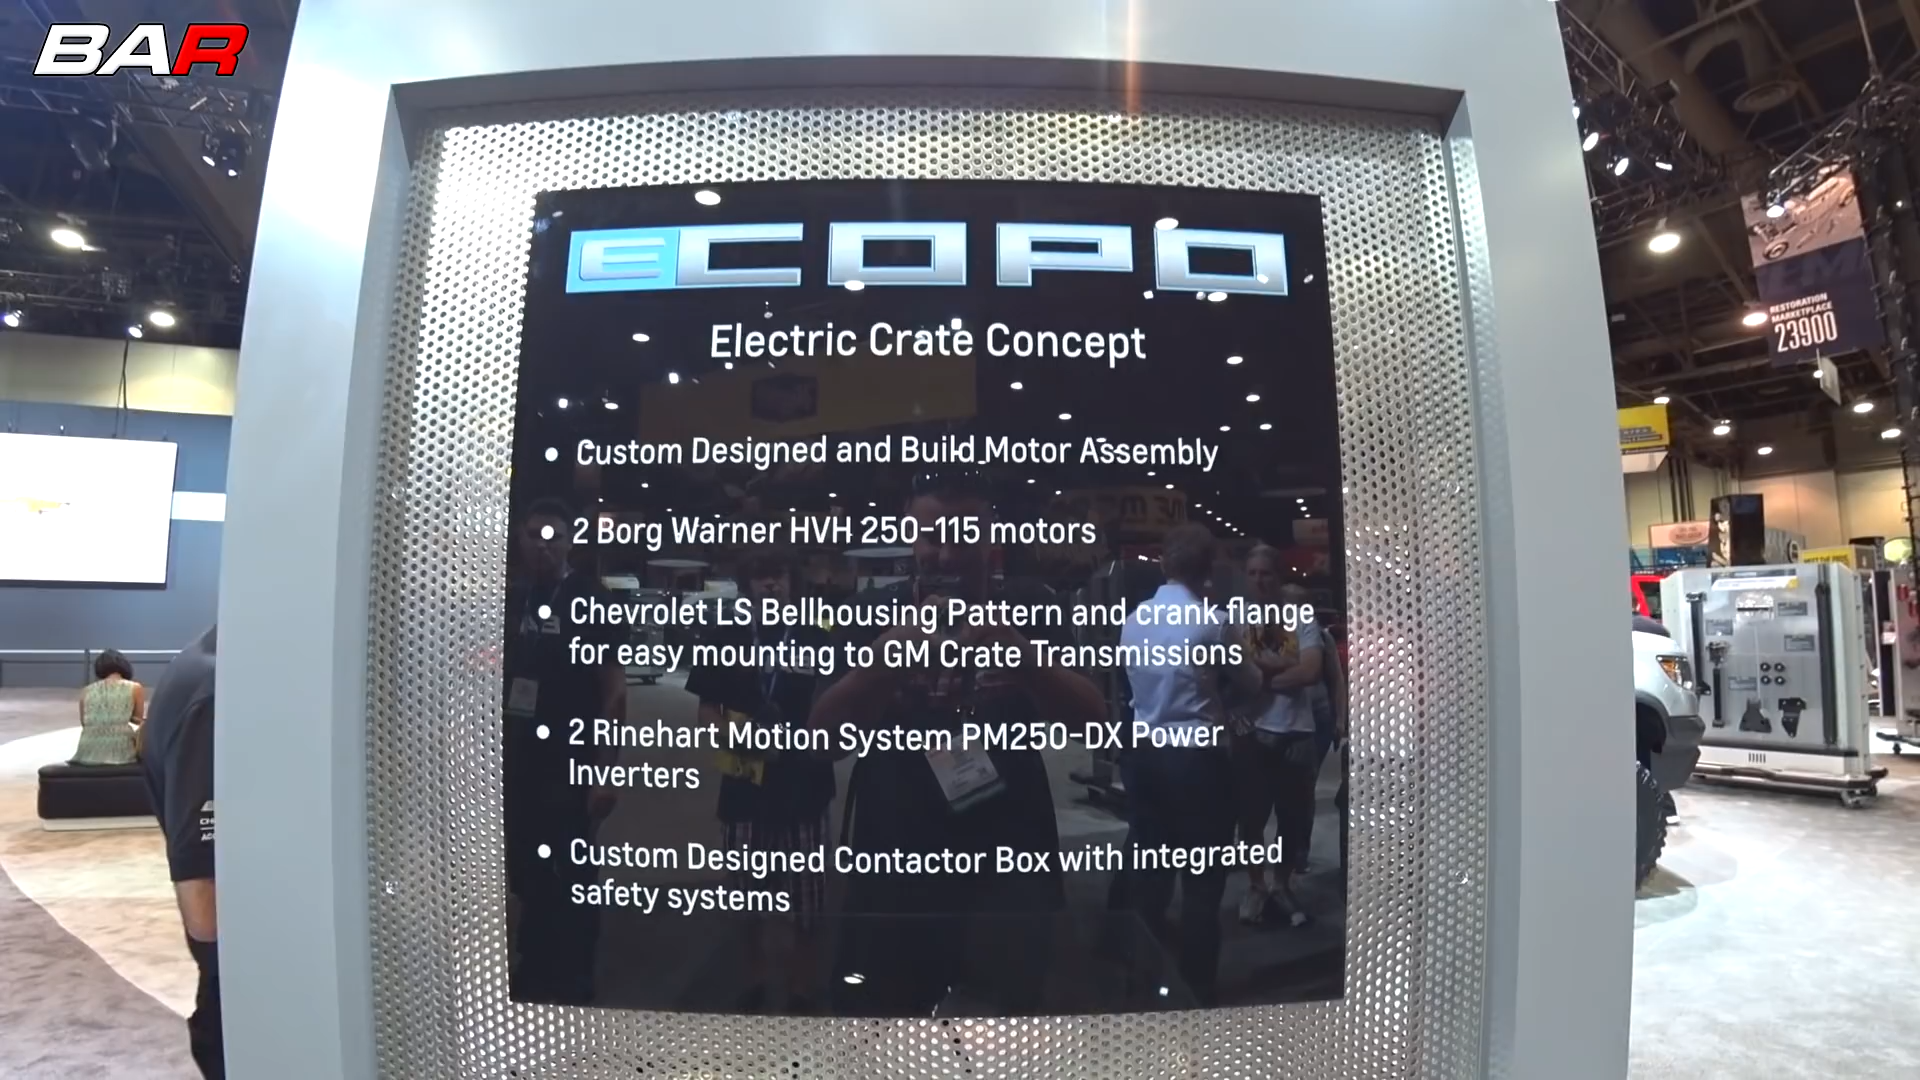 BAR
eCOPO
Electric Crate Concept
• Custom Designed and Build Motor Assembly
• 2 Borg Warner HVH 250-115 motors
• Chevrolet LS Bellhousing Pattern and crank flange
for easy mounting to GM Crate Transmissions
• 2 Rinehart Motion System PM250-DX Power
Inverters
• Custom Designed Contactor Box with integrated
safety systems
RESTORATION
MARKETPLACE
23900